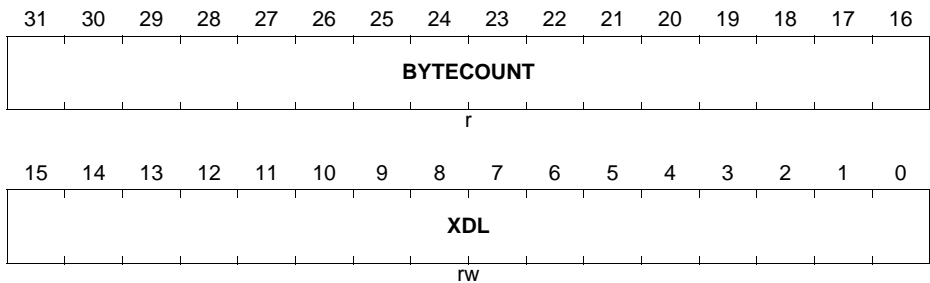 31 30 29 28 27 26 25 24 23 22 21 20 19 18 17 16
BYTECOUNT
r
15 14 13 12 11 10 9 8 7 6 5 4 3 2 1 0
XDL
rw